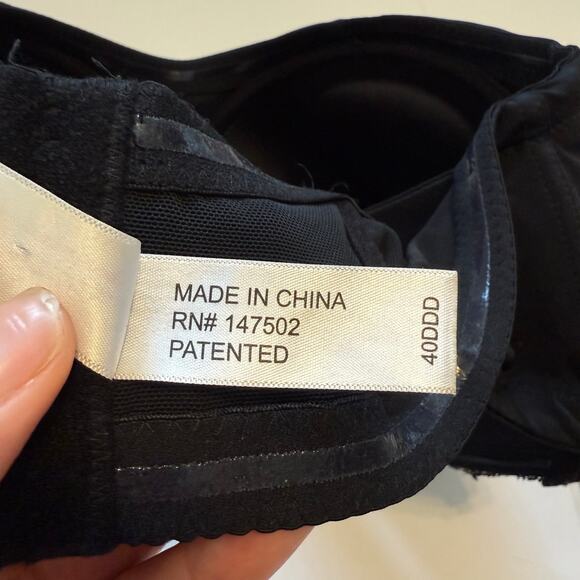 MADE IN CHINA
RN# 147502
PATENTED
40DDD